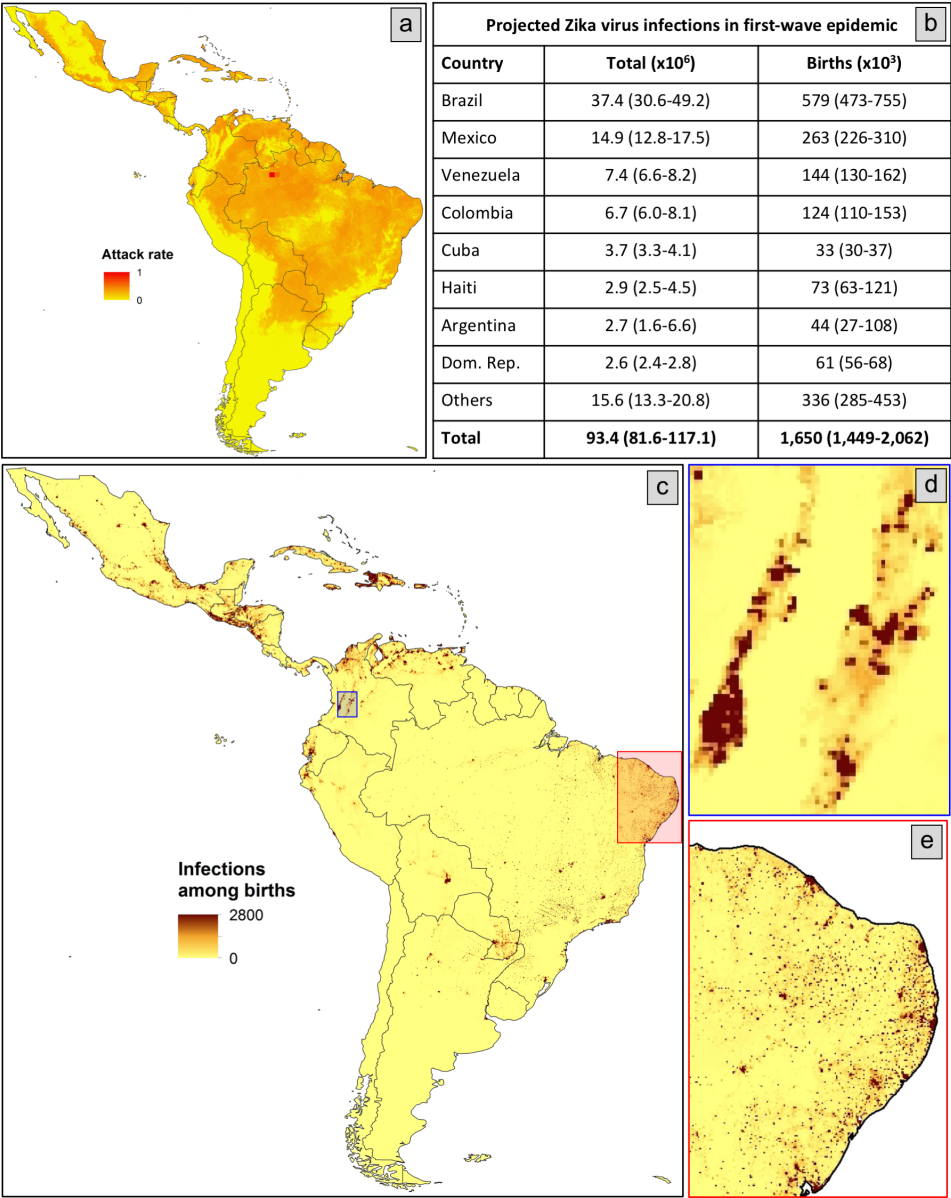 a
Attack rate
1
0
b
Projected Zika virus infections in first-wave epidemic
Country Total (x10⁶) Births (x10³)
Brazil 37.4 (30.6-49.2) 579 (473-755)
Mexico 14.9 (12.8-17.5) 263 (226-310)
Venezuela 7.4 (6.6-8.2) 144 (130-162)
Colombia 6.7 (6.0-8.1) 124 (110-153)
Cuba 3.7 (3.3-4.1) 33 (30-37)
Haiti 2.9 (2.5-4.5) 73 (63-121)
Argentina 2.7 (1.6-6.6) 44 (27-108)
Dom. Rep. 2.6 (2.4-2.8) 61 (56-68)
Others 15.6 (13.3-20.8) 336 (285-453)
Total 93.4 (81.6-117.1) 1,650 (1,449-2,062)
c
Infections
among births
2800
0
d
e